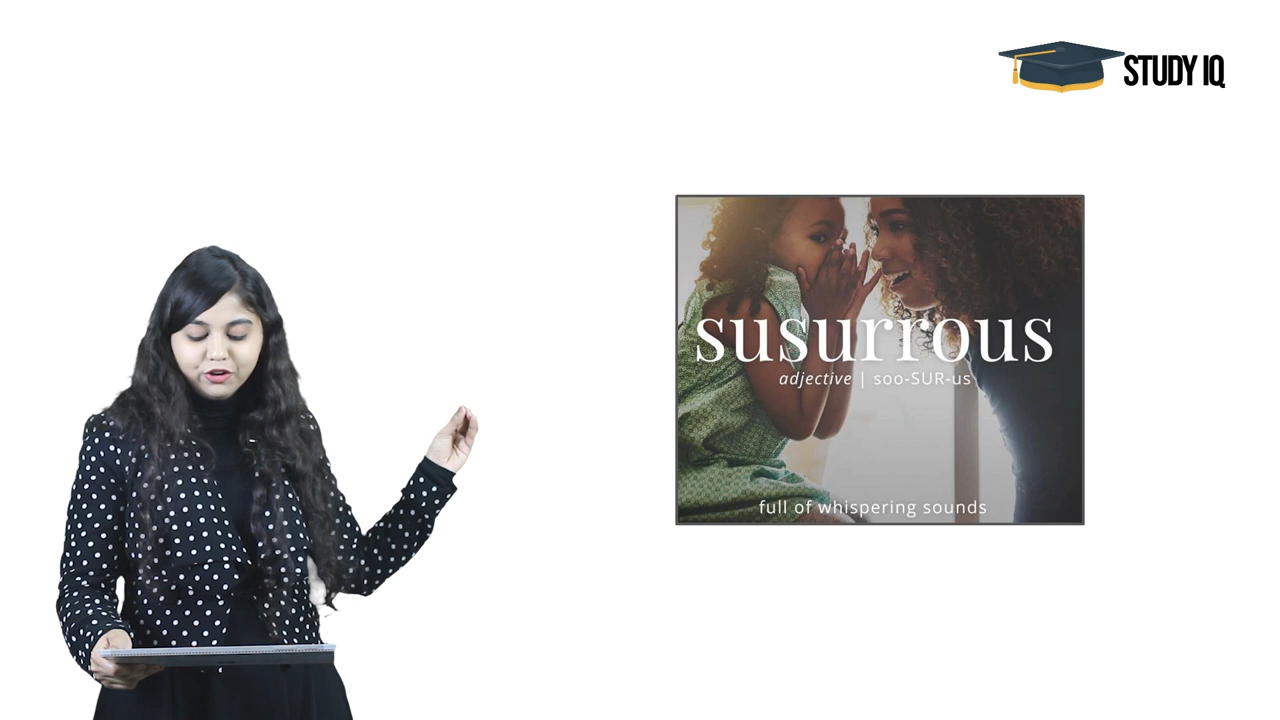 STUDY IQ
susurrous
adjective | soo-SUR-us
full of whispering sounds